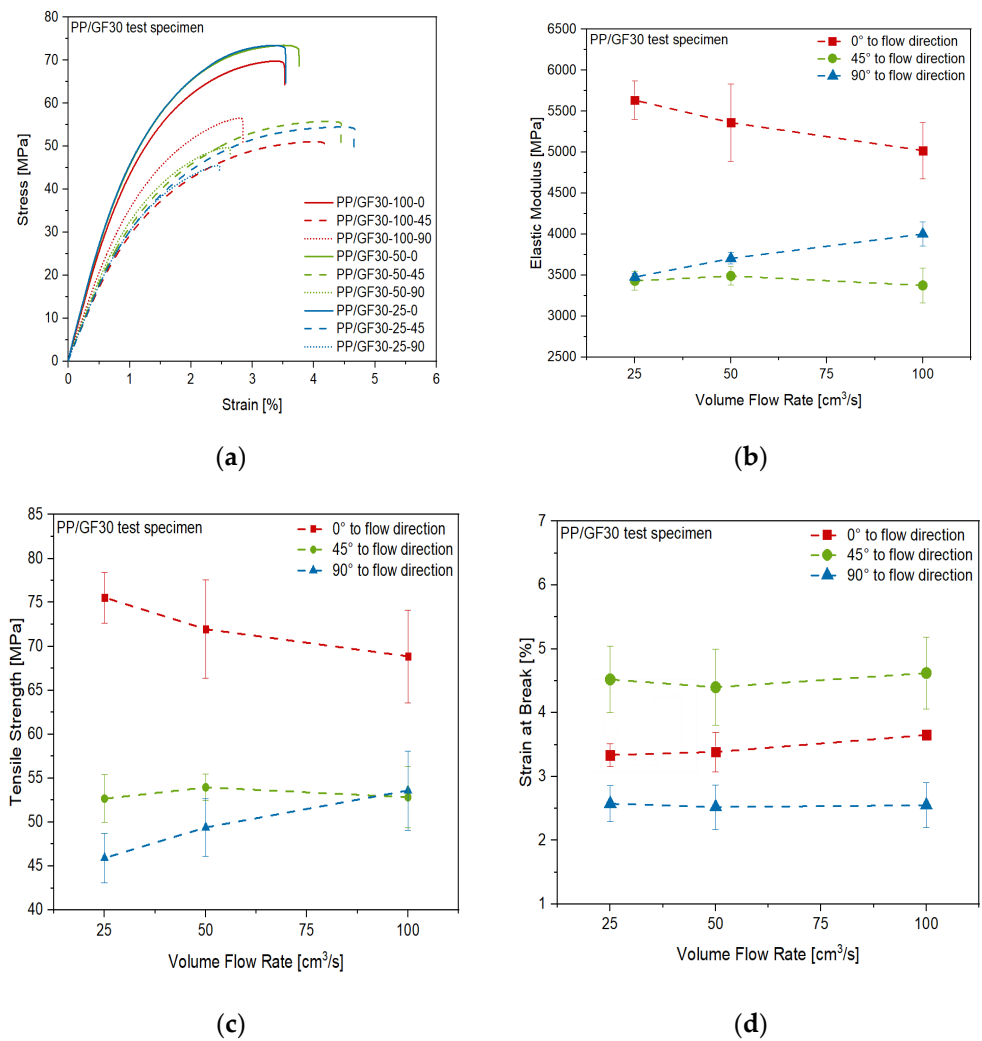 PP/GF30 test specimen
80
70
60
50
40
30
20
10
0
Stress [MPa]
PP/GF30-100-0
PP/GF30-100-45
PP/GF30-100-90
PP/GF30-50-0
PP/GF30-50-45
PP/GF30-50-90
PP/GF30-25-0
PP/GF30-25-45
PP/GF30-25-90
0 1 2 3 4 5 6
Strain [%]
(a)
PP/GF30 test specimen
0° to flow direction
45° to flow direction
90° to flow direction
6500
6000
5500
5000
4500
4000
3500
3000
2500
Elastic Modulus [MPa]
25 50 75 100
Volume Flow Rate [cm³/s]
(b)
PP/GF30 test specimen
0° to flow direction
45° to flow direction
90° to flow direction
85
80
75
70
65
60
55
50
45
40
Tensile Strength [MPa]
25 50 75 100
Volume Flow Rate [cm³/s]
(c)
PP/GF30 test specimen
0° to flow direction
45° to flow direction
90° to flow direction
7
6
5
4
3
2
1
Strain at Break [%]
25 50 75 100
Volume Flow Rate [cm³/s]
(d)